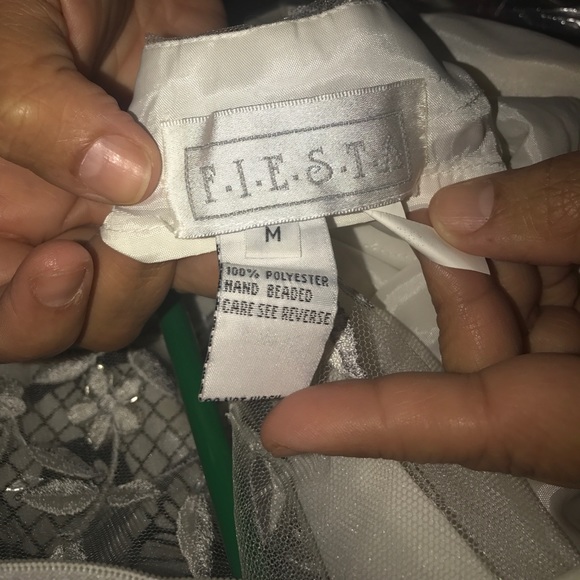 F.I.E.S.T.A
M
100% POLYESTER
HAND BEADED
CARE SEE REVERSE